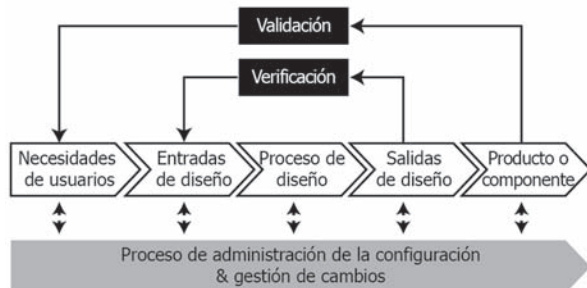 Validación
Verificación
Necesidades
de usuarios
Entradas
de diseño
Proceso de
diseño
Salidas
de diseño
Producto o
componente
Proceso de administración de la configuración
& gestión de cambios